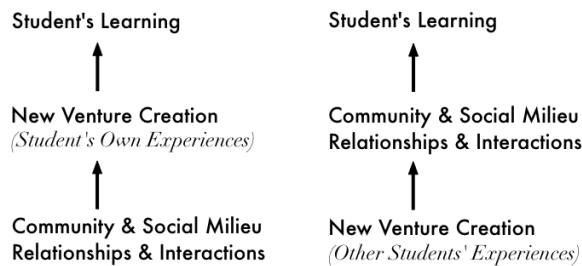 Student's Learning
New Venture Creation
(Student's Own Experiences)
Community & Social Milieu
Relationships & Interactions
Student's Learning
Community & Social Milieu
Relationships & Interactions
New Venture Creation
(Other Students' Experiences)